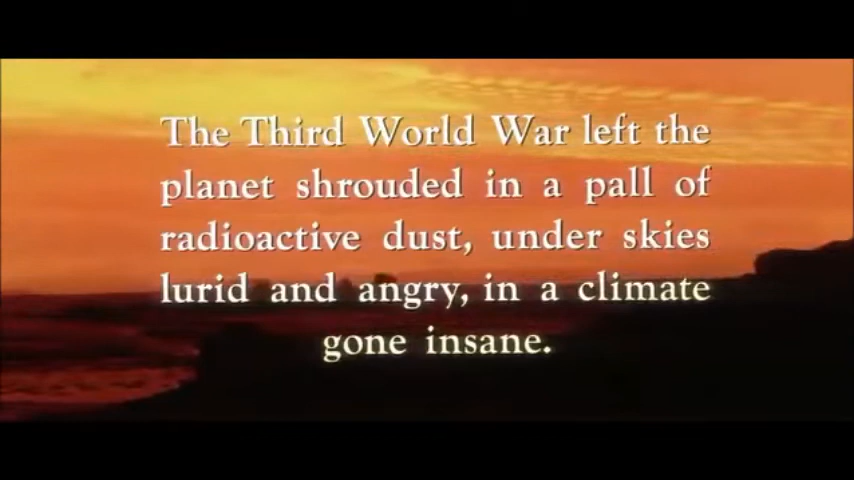 The Third World War left the
planet shrouded in a pall of
radioactive dust, under skies
lurid and angry, in a climate
gone insane.